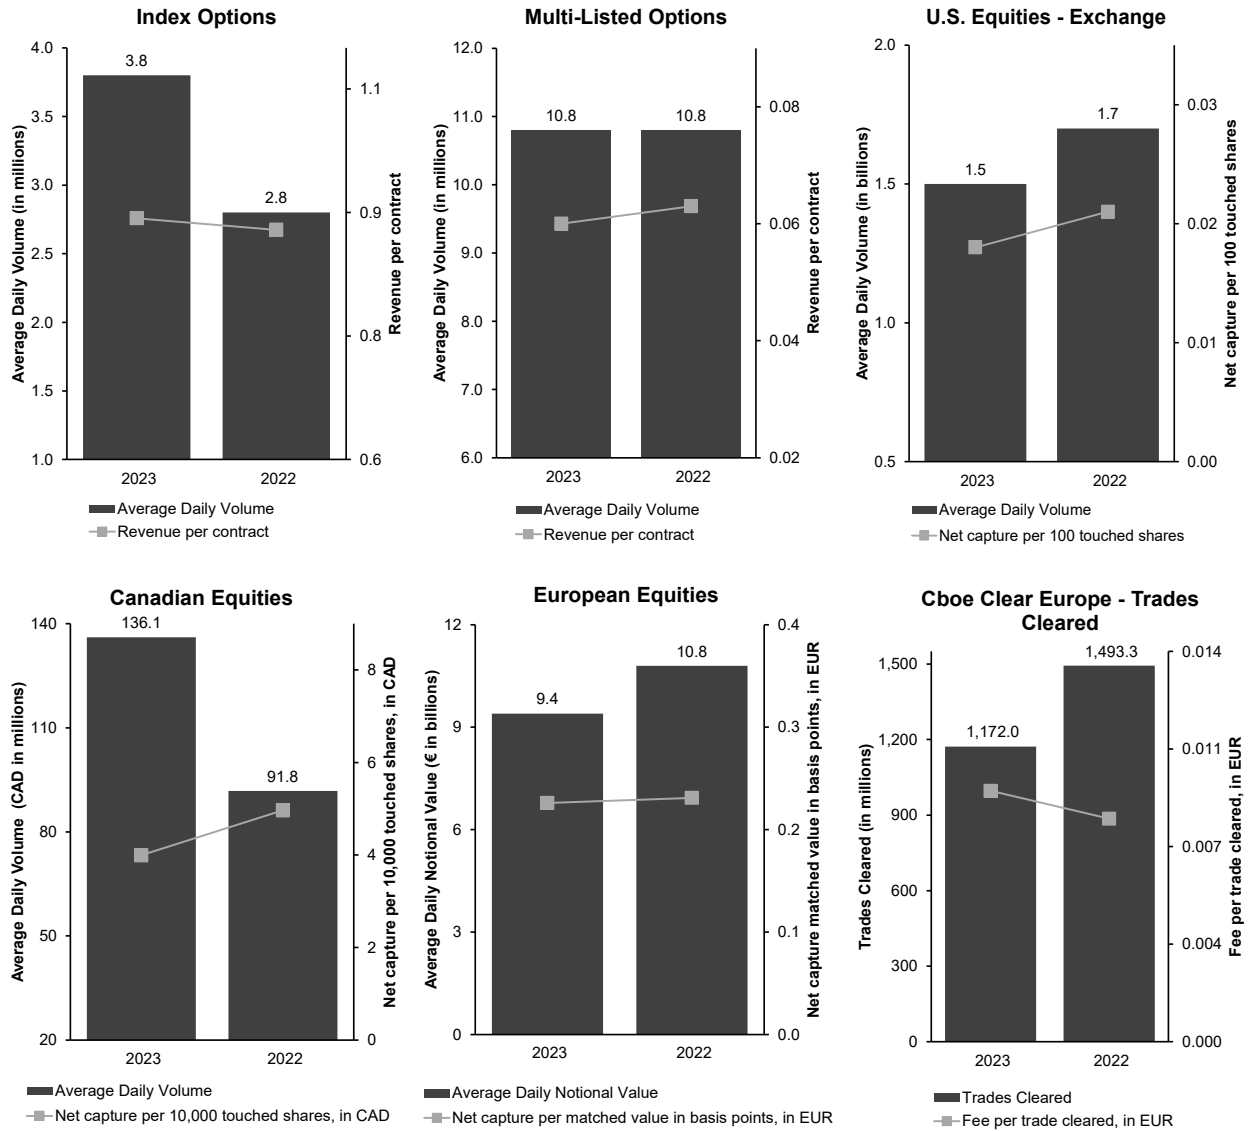 Index Options
4.0
3.5
3.0
2.5
2.0
1.5
1.0
Average Daily Volume (in millions)
3.8
2.8
1.1
0.9
0.8
0.6
Revenue per contract
2023
2022
Average Daily Volume
Revenue per contract
Multi-Listed Options
12.0
11.0
10.0
9.0
8.0
7.0
6.0
Average Daily Volume (in millions)
10.8
10.8
0.08
0.06
0.04
0.02
Revenue per contract
2023
2022
Average Daily Volume
Revenue per contract
U.S. Equities - Exchange
2.0
1.5
1.0
0.5
Average Daily Volume (in billions)
1.5
1.7
0.03
0.02
0.01
0.00
Net capture per 100 touched shares
2023
2022
Average Daily Volume
Net capture per 100 touched shares
Canadian Equities
140
110
80
50
20
Average Daily Volume (CAD in millions)
136.1
91.8
8
6
4
2
0
Net capture per 10,000 touched shares, in CAD
2023
2022
Average Daily Volume
Net capture per 10,000 touched shares, in CAD
European Equities
12
9
6
3
0
Average Daily Notional Value (€ in billions)
9.4
10.8
0.4
0.3
0.2
0.1
0.0
Net capture matched value in basis points, in EUR
2023
2022
Average Daily Notional Value
Net capture per matched value in basis points, in EUR
Cboe Clear Europe - Trades
Cleared
1,500
1,200
900
600
300
0
Trades Cleared (in millions)
1,172.0
1,493.3
0.014
0.011
0.007
0.004
0.000
Fee per trade cleared, in EUR
2023
2022
Trades Cleared
Fee per trade cleared, in EUR